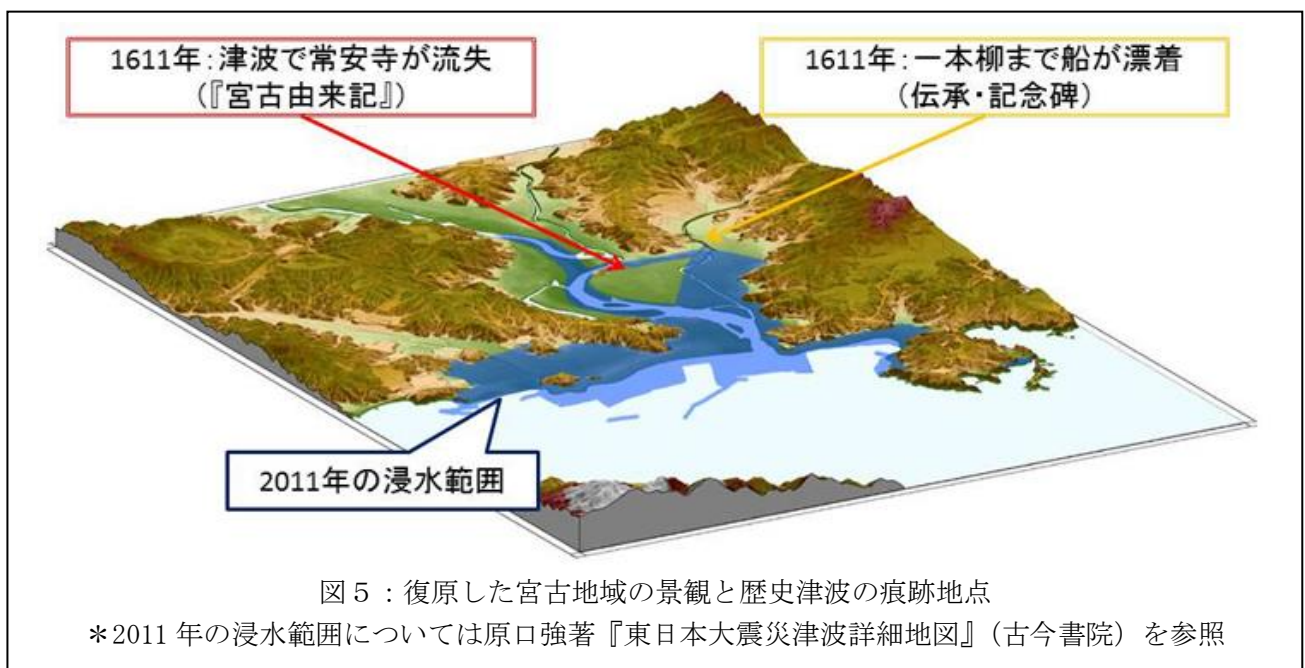 1611年：津波で常安寺が流失
（『宮古由来記』）
1611年：一本柳まで船が漂着
（伝承・記念碑）
2011年の浸水範囲
図５：復原した宮古地域の景観と歴史津波の痕跡地点
＊2011 年の浸水範囲については原口強著『東日本大震災津波詳細地図』（古今書院）を参照